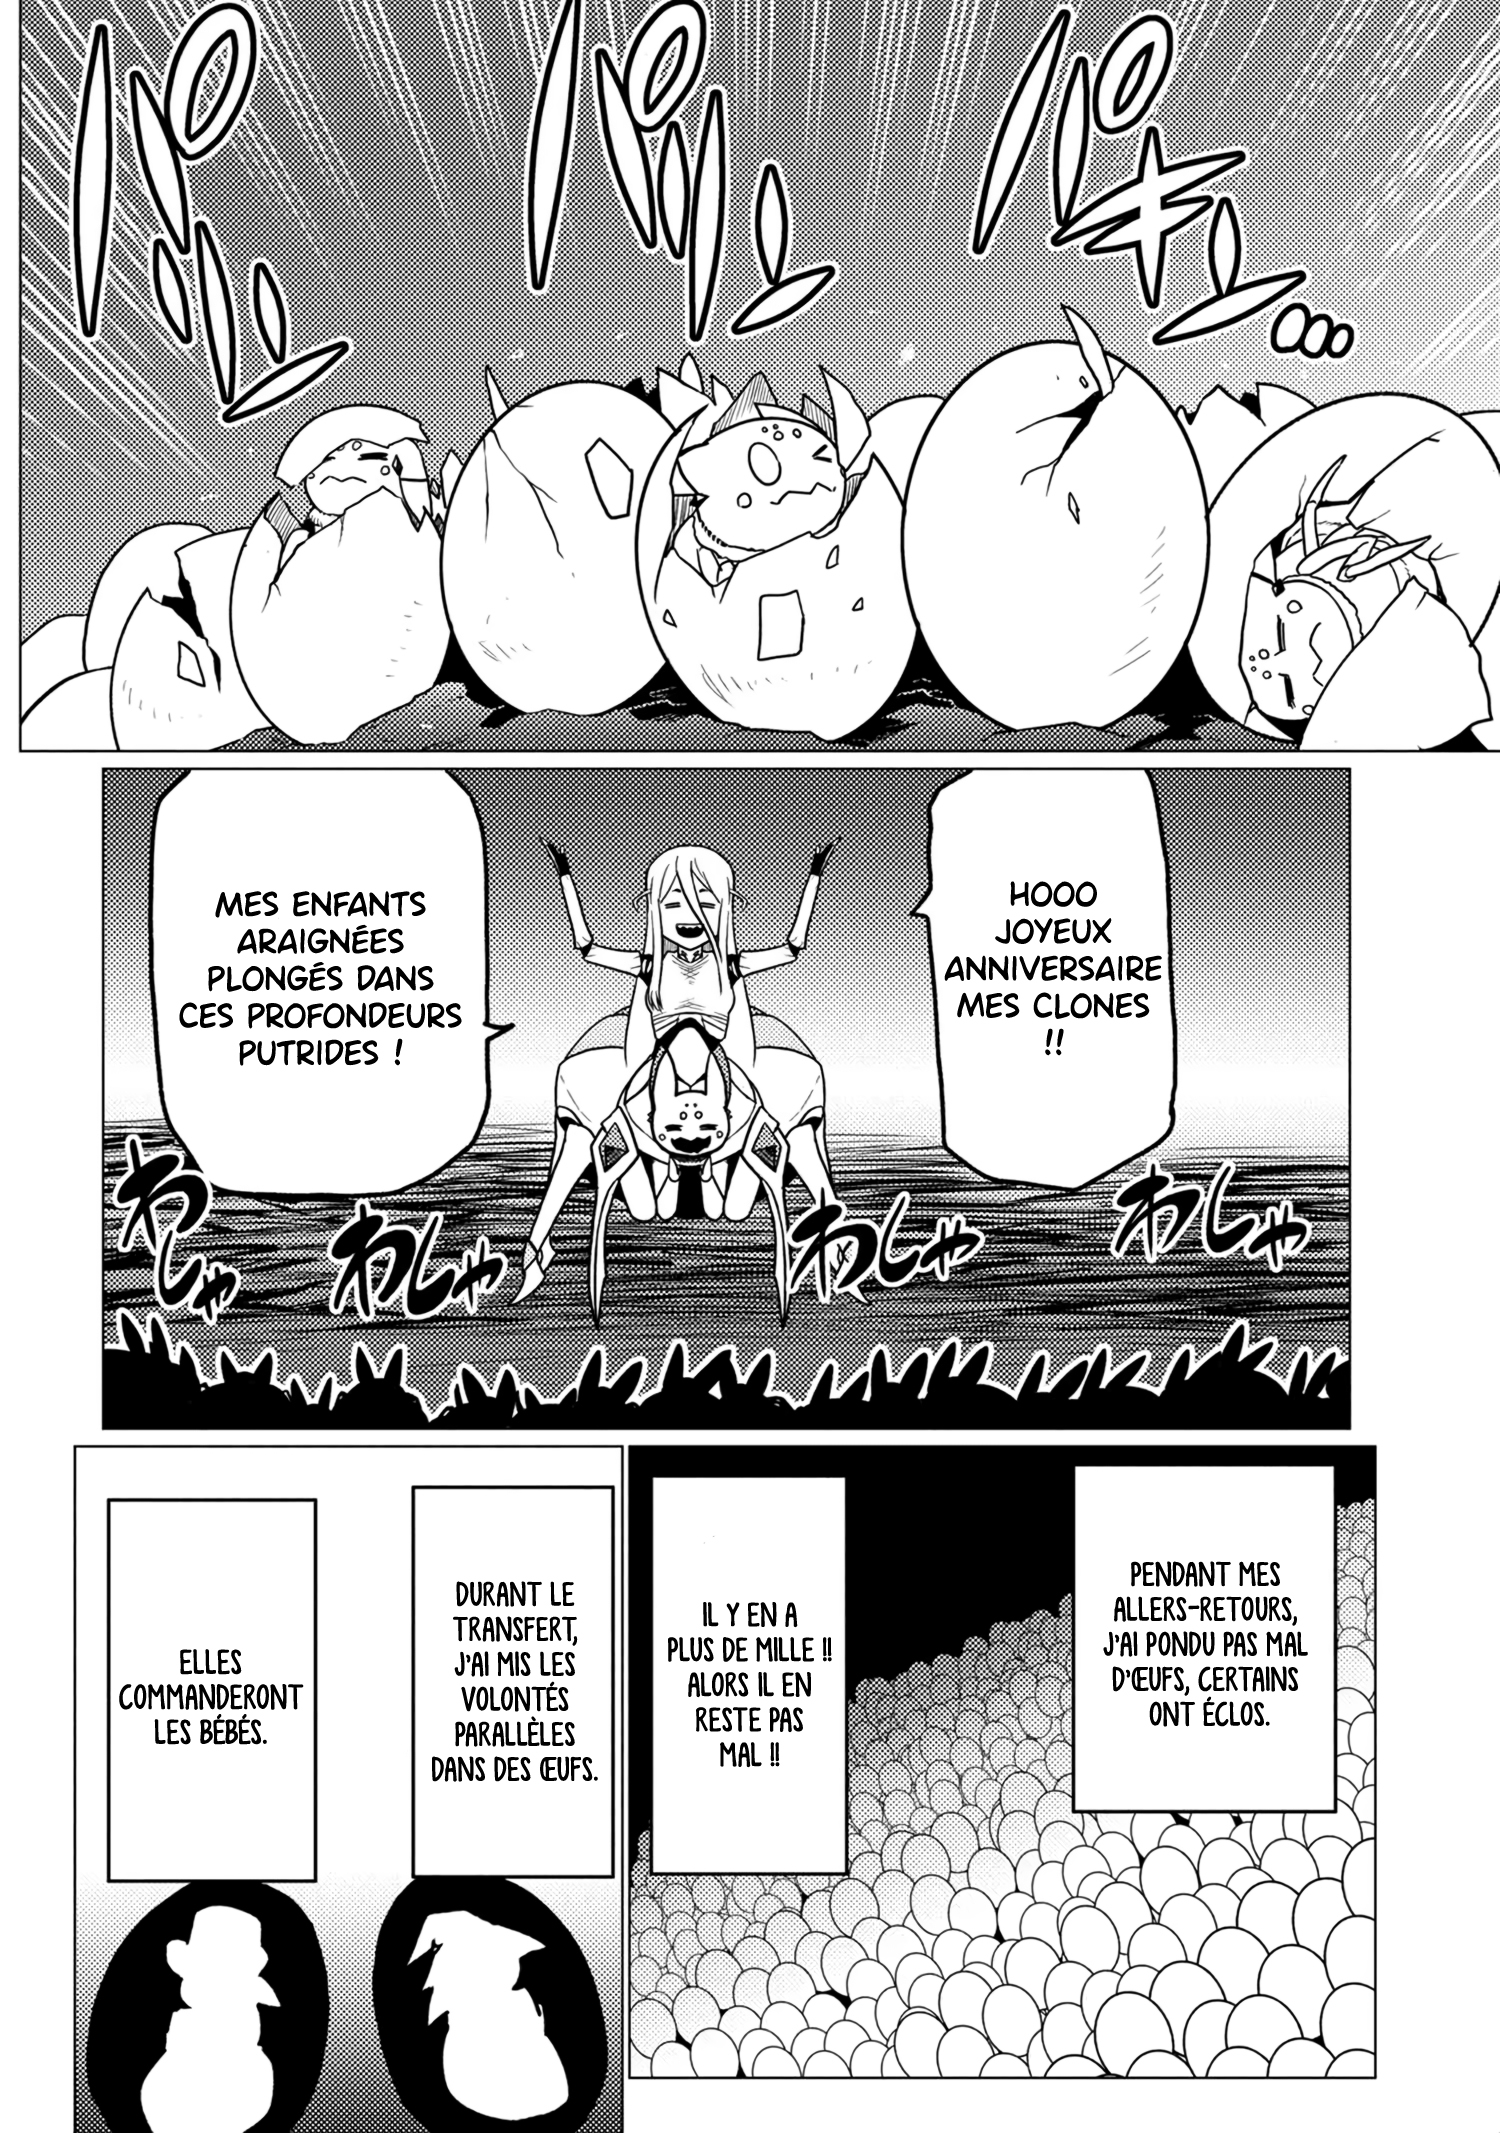 パキュ...
パリュ
パリュ
HOOO
JOYEUX
ANNIVERSAIRE
MES CLONES
!!
MES ENFANTS
ARAIGNÉES
PLONGÉS DANS
CES PROFONDEURS
PUTRIDES !
わしゃ
わしゃ
わしゃ
わしゃ
PENDANT MES
ALLERS-RETOURS,
J'AI PONDU PAS MAL
D'ŒUFS, CERTAINS
ONT ÉCLOS.
IL Y EN A
PLUS DE MILLE !!
ALORS IL EN
RESTE PAS
MAL !!
DURANT LE
TRANSFERT,
J'AI MIS LES
VOLONTÉS
PARALLÈLES
DANS DES ŒUFS.
ELLES
COMMANDERONT
LES BÉBÉS.